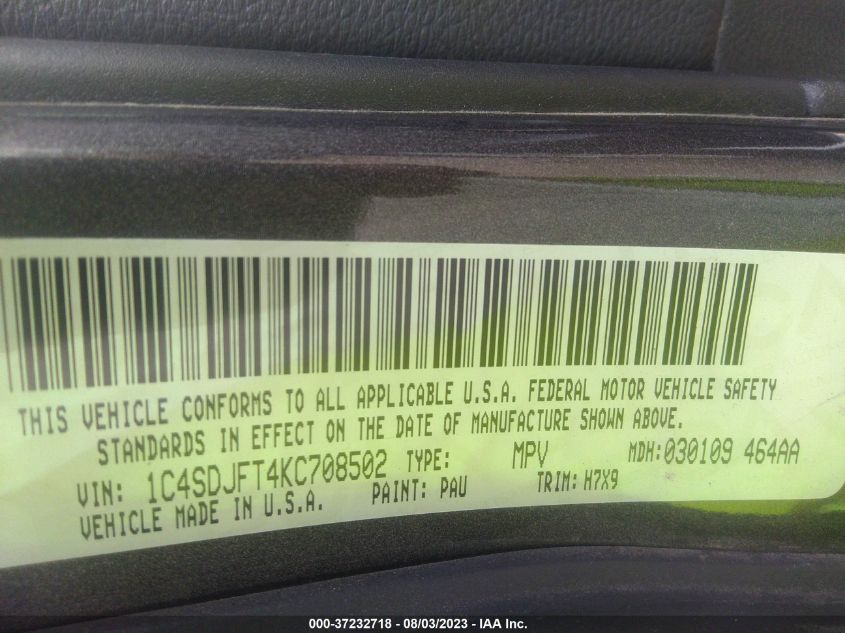 THIS VEHICLE CONFORMS TO ALL APPLICABLE U.S.A. FEDERAL MOTOR VEHICLE SAFETY
STANDARDS IN EFFECT ON THE DATE OF MANUFACTURE SHOWN ABOVE.
VIN: 1C4SDJFT4KC708502 TYPE: MPV MDH: 030109 464AA
VEHICLE MADE IN U.S.A. PAINT: PAU TRIM: H7X9
000-37232718 - 08/03/2023 - IAA Inc.